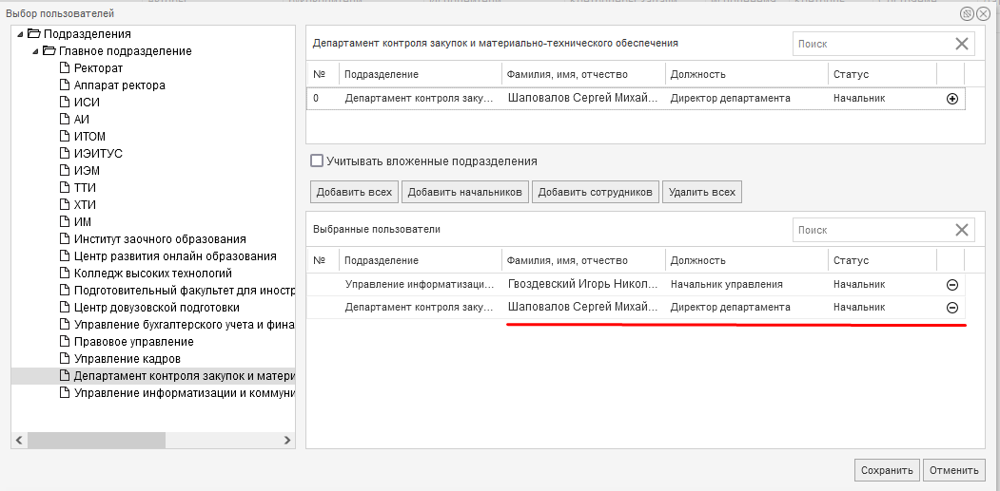 Выбор пользователей
Подразделения
Главное подразделение
Ректорат
Аппарат ректора
ИСИ
АИ
ИТОМ
ИЭИТУС
ИЭМ
ТТИ
ХТИ
ИМ
Институт заочного образования
Центр развития онлайн образования
Колледж высоких технологий
Подготовительный факультет для иностр
Центр довузовской подготовки
Управление бухгалтерского учета и фина
Правовое управление
Управление кадров
Департамент контроля закупок и матери
Управление информатизации и коммуни
Департамент контроля закупок и материально-технического обеспечения Поиск
№ Подразделение Фамилия, имя, отчество Должность Статус
0 Департамент контроля заку... Шаповалов Сергей Михай... Директор департамента Начальник
Учитывать вложенные подразделения
Добавить всех Добавить начальников Добавить сотрудников Удалить всех
Выбранные пользователи Поиск
№ Подразделение Фамилия, имя, отчество Должность Статус
Управление информатизаци... Гвоздевский Игорь Никол... Начальник управления Начальник
Департамент контроля заку... Шаповалов Сергей Михай... Директор департамента Начальник
Сохранить Отменить